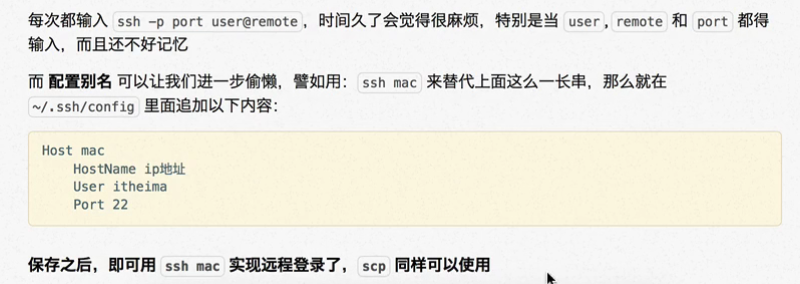 每次都输入 ssh -p port user@remote，时间久了会觉得很麻烦，特别是当 user, remote 和 port 都得
输入，而且还不好记忆
而 配置别名 可以让我们进一步偷懒，譬如用：ssh mac 来替代上面这么一长串，那么就在
~/.ssh/config 里面追加以下内容：
Host mac
    HostName ip地址
    User itheima
    Port 22
保存之后，即可用 ssh mac 实现远程登录了，scp 同样可以使用